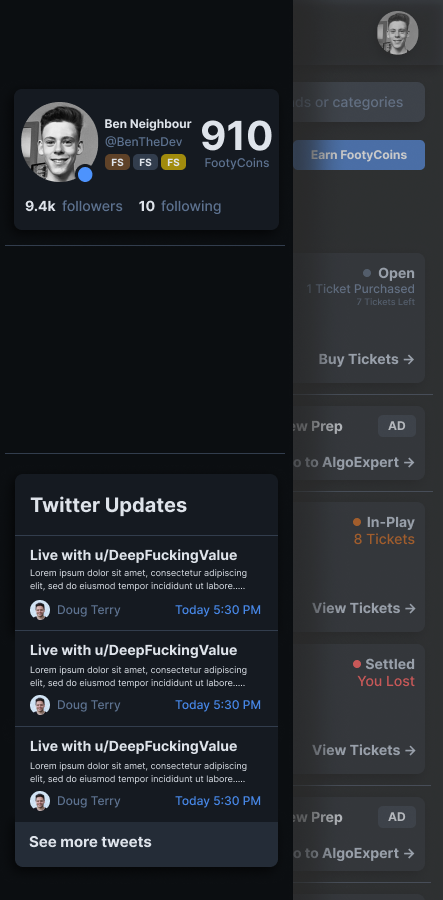 Ben Neighbour
@BenTheDev
FS FS FS
910
FootyCoins
9.4k followers 10 following
Twitter Updates
Live with u/DeepFuckingValue
Lorem ipsum dolor sit amet, consectetur adipiscing
elit, sed do eiusmod tempor incididunt ut labore.....
Doug Terry Today 5:30 PM
Live with u/DeepFuckingValue
Lorem ipsum dolor sit amet, consectetur adipiscing
elit, sed do eiusmod tempor incididunt ut labore.....
Doug Terry Today 5:30 PM
Live with u/DeepFuckingValue
Lorem ipsum dolor sit amet, consectetur adipiscing
elit, sed do eiusmod tempor incididunt ut labore.....
Doug Terry Today 5:30 PM
See more tweets
ds or categories
Earn FootyCoins
Open
1 Ticket Purchased
7 Tickets Left
Buy Tickets →
ew Prep AD
o to AlgoExpert →
In-Play
8 Tickets
View Tickets →
Settled
You Lost
View Tickets →
ew Prep AD
o to AlgoExpert →